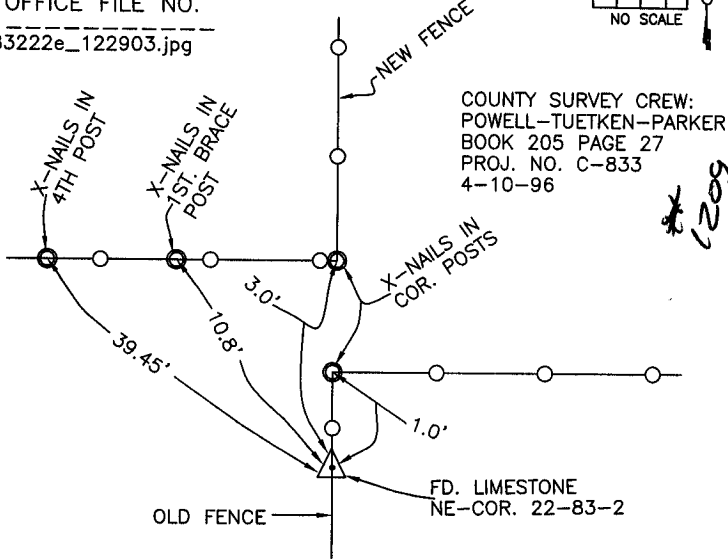 OFFICE FILE NO.
83222e_122903.jpg
NO SCALE
NEW FENCE
X-NAILS IN
4TH POST
X-NAILS IN
1ST. BRACE
POST
COUNTY SURVEY CREW:
POWELL-TUETKEN-PARKER
BOOK 205 PAGE 27
PROJ. NO. C-833
4-10-96
1209
X-NAILS IN
COR. POSTS
3.0'
10.8'
39.45'
1.0'
FD. LIMESTONE
NE-COR. 22-83-2
OLD FENCE